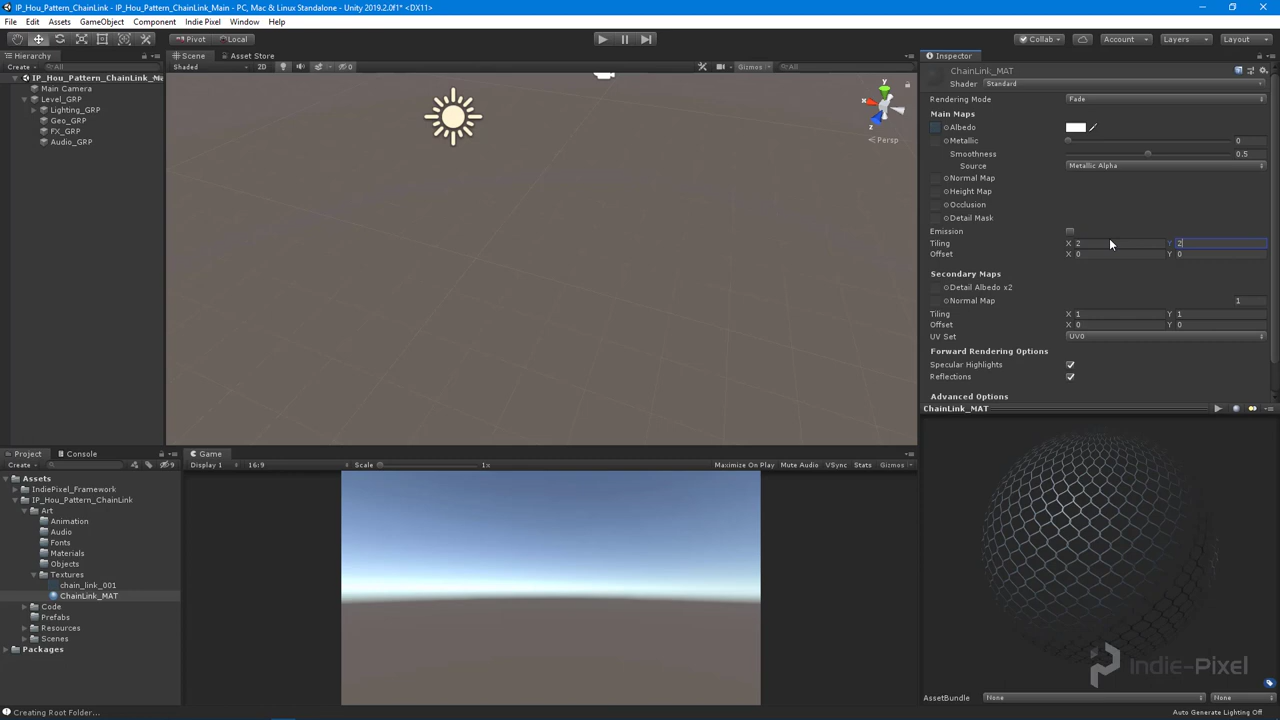 IP_Hou_Pattern_ChainLink - IP_Hou_Pattern_ChainLink_Main - PC, Mac & Linux Standalone - Unity 2019.2.0f1* <DX11>
File Edit Assets GameObject Component Indie Pixel Window Help
Pivot Local Collab Account Layers Layout
Hierarchy Scene Asset Store Inspector
Create All Shaded 2D 0 Gizmos All
IP_Hou_Pattern_ChainLink_Ma
Main Camera
Level_GRP
Lighting_GRP
Geo_GRP
FX_GRP
Audio_GRP
y
x
z
Persp
ChainLink_MAT
Shader Standard
Rendering Mode Fade
Main Maps
Albedo
Metallic 0
Smoothness 0.5
Source Metallic Alpha
Normal Map
Height Map
Occlusion
Detail Mask
Emission
Tiling X 2 Y 2
Offset X 0 Y 0
Secondary Maps
Detail Albedo x2
Normal Map 1
Tiling X 1 Y 1
Offset X 0 Y 0
UV Set UV0
Forward Rendering Options
Specular Highlights
Reflections
Advanced Options
ChainLink_MAT
Project Console Game
Create 9 Display 1 16:9 Scale 1x Maximize On Play Mute Audio VSync Stats Gizmos
Assets
IndiePixel_Framework
IP_Hou_Pattern_ChainLink
Art
Animation
Audio
Fonts
Materials
Objects
Textures
chain_link_001
ChainLink_MAT
Code
Prefabs
Resources
Scenes
Packages
Indie-Pixel
AssetBundle None None
Creating Root Folder... Auto Generate Lighting Off